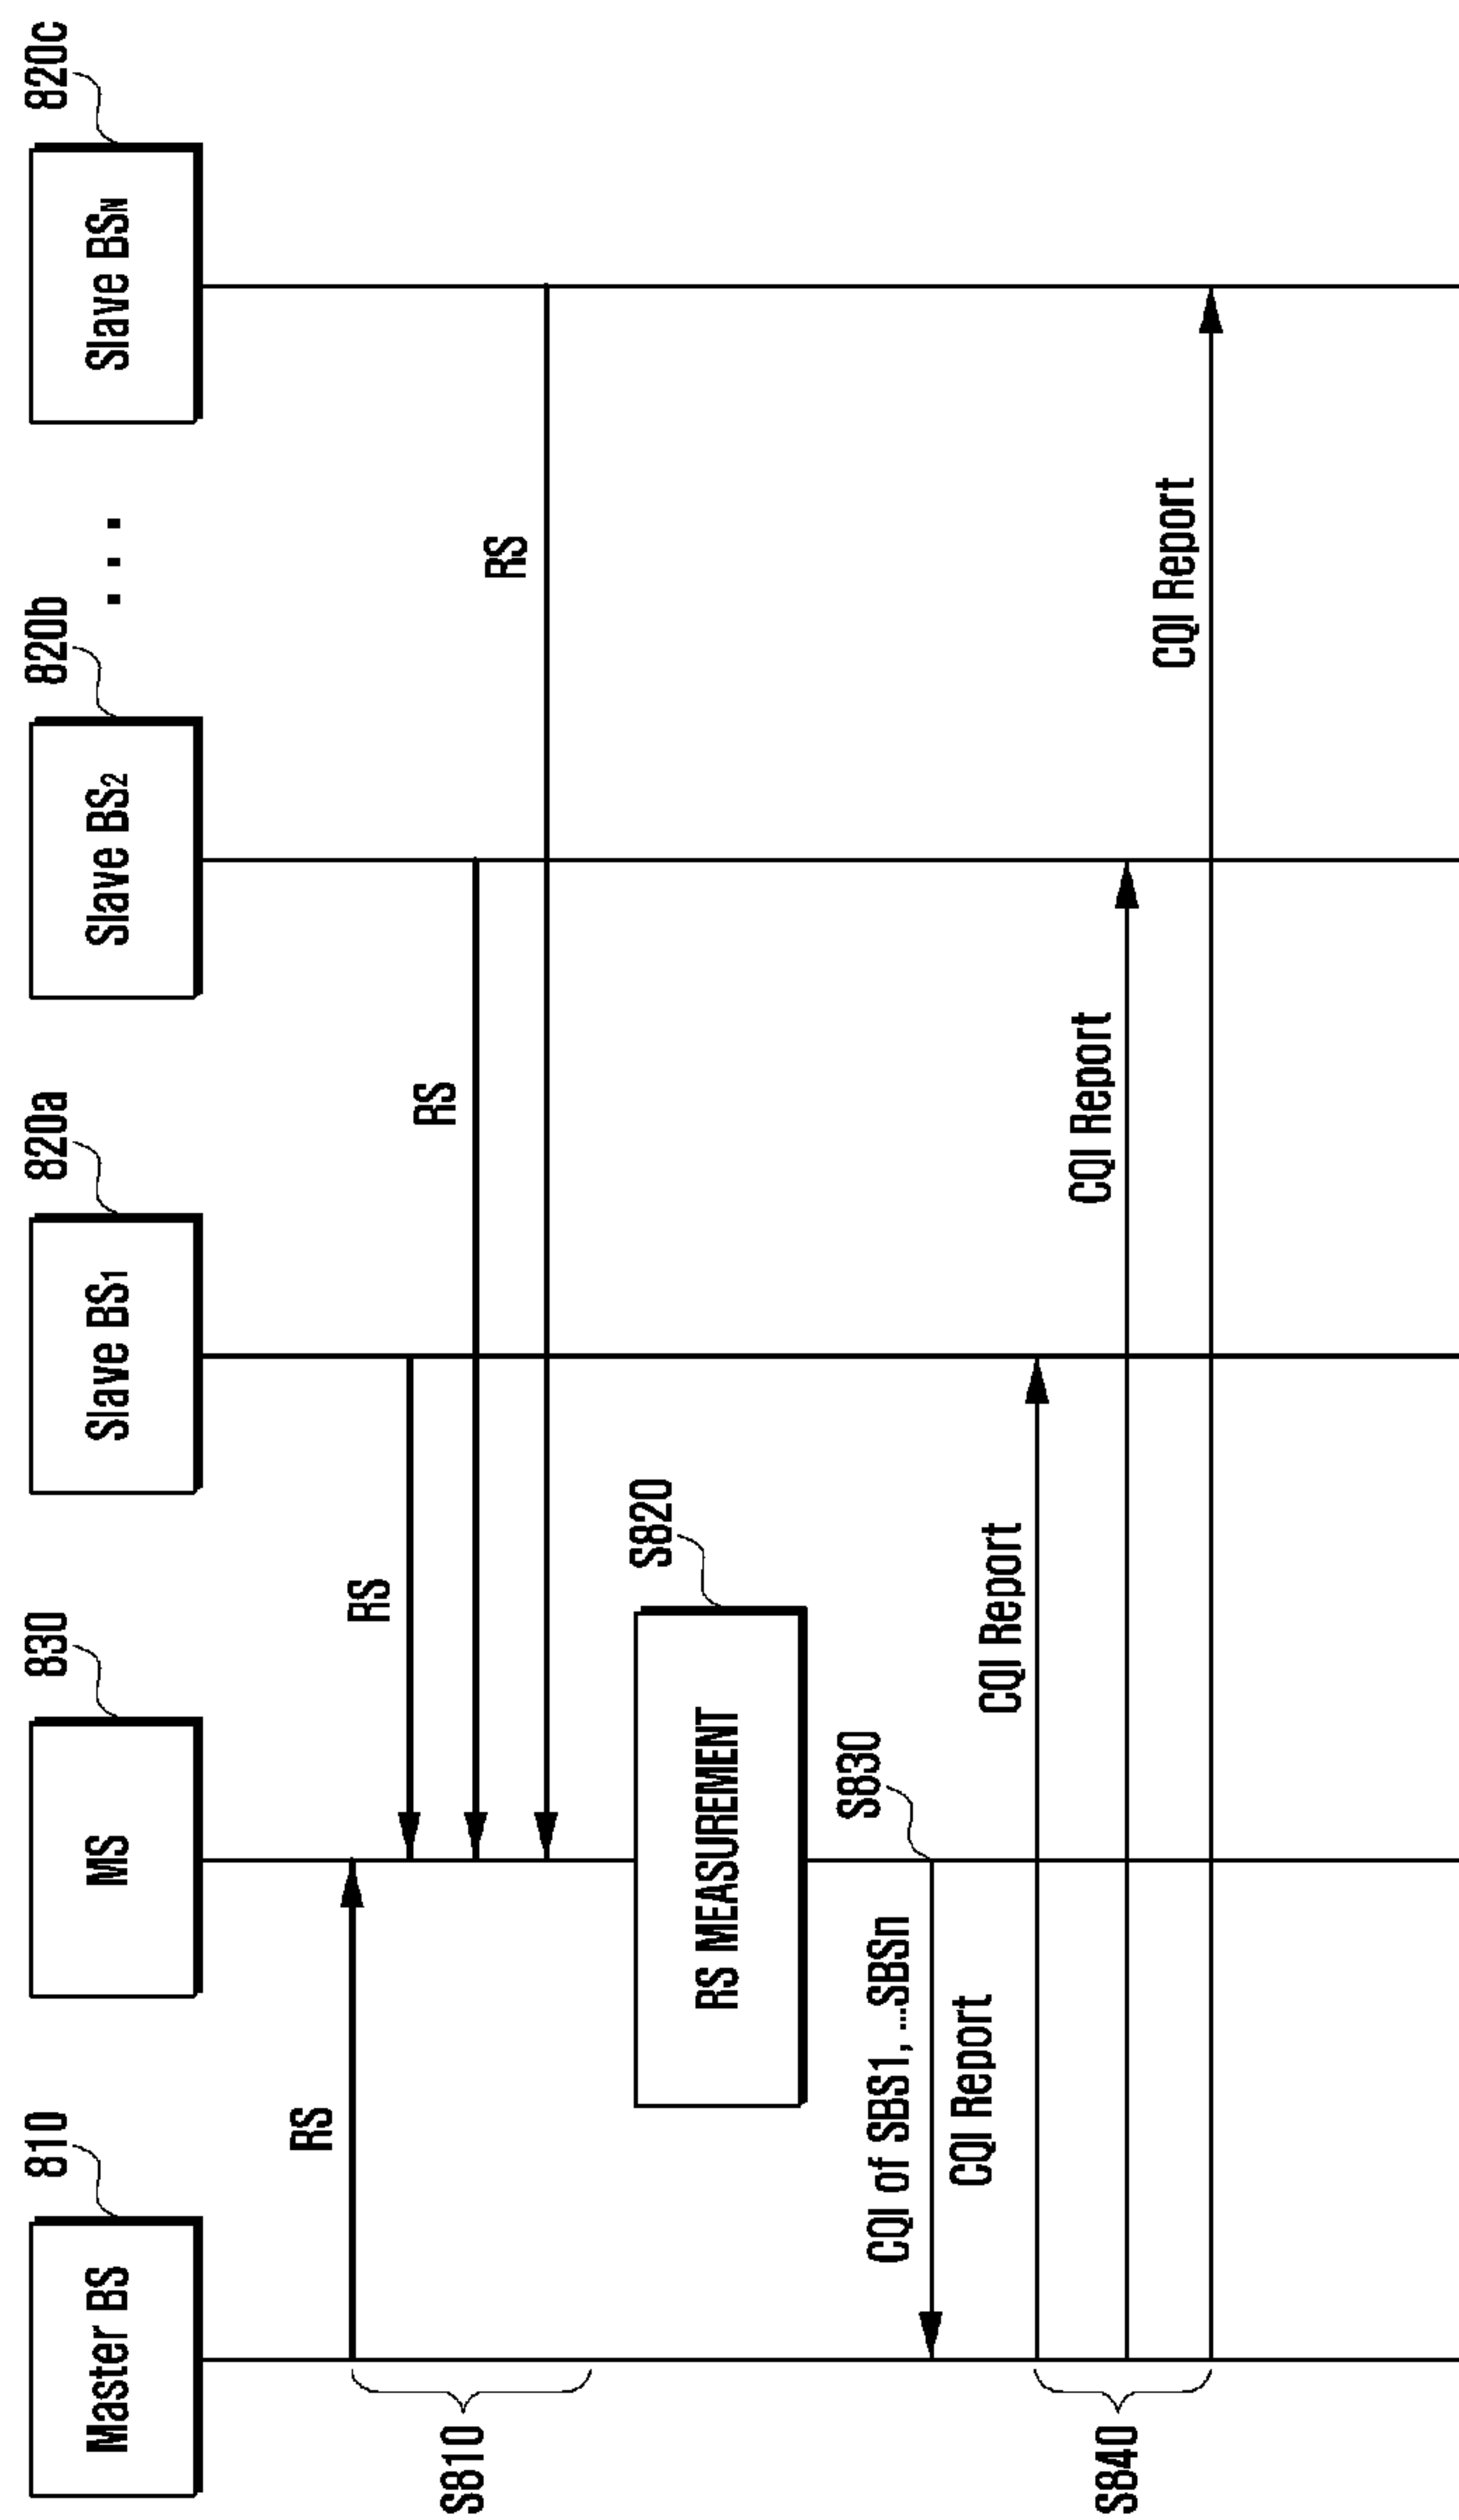 810
830
820a
820b
820c
Master BS
MS
Slave BS1
Slave BS2
...
Slave BSN
S810
RS
RS
RS
RS
S820
RS MEASUREMENT
S830
CQI of SBS1, ...SBSn
CQI Report
S840
CQI Report
CQI Report
CQI Report